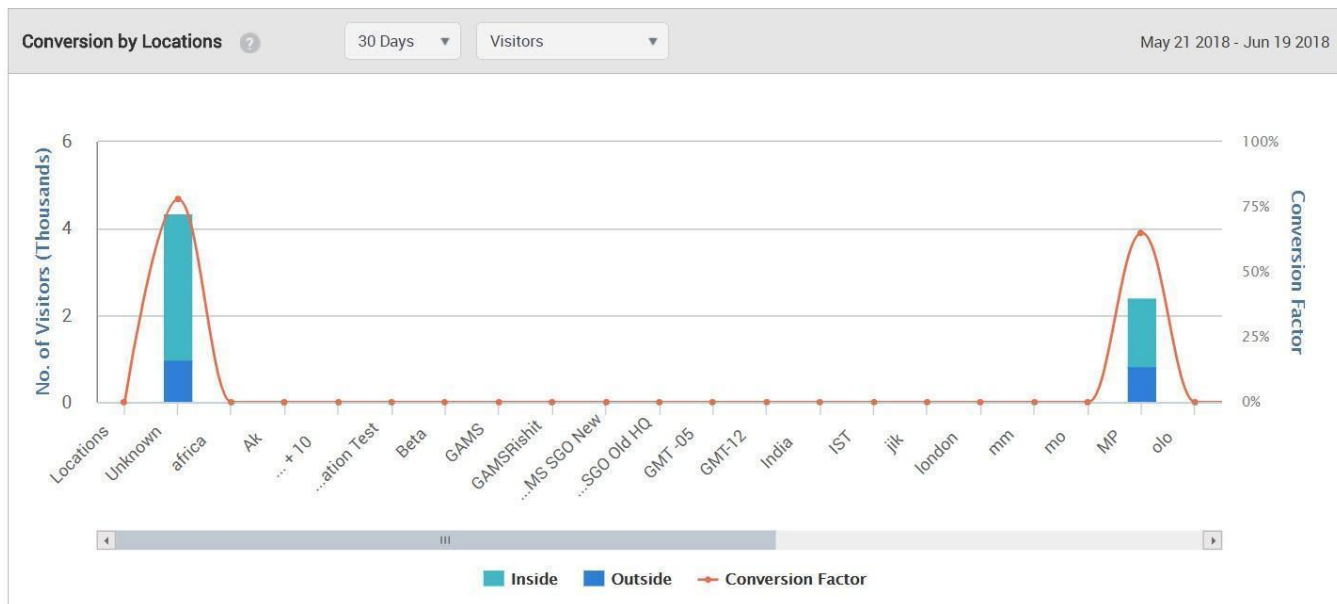 Conversion by Locations ? 30 Days Visitors May 21 2018 - Jun 19 2018
No. of Visitors (Thousands)
6
4
2
0
100%
75%
50%
25%
0%
Conversion Factor
Locations
Unknown
africa
Ak
... + 10
...ation Test
Beta
GAMS
GAMSRishit
...MS SGO New
...SGO Old HQ
GMT -05
GMT-12
India
IST
jijk
london
mm
mo
MP
olo
Inside Outside Conversion Factor